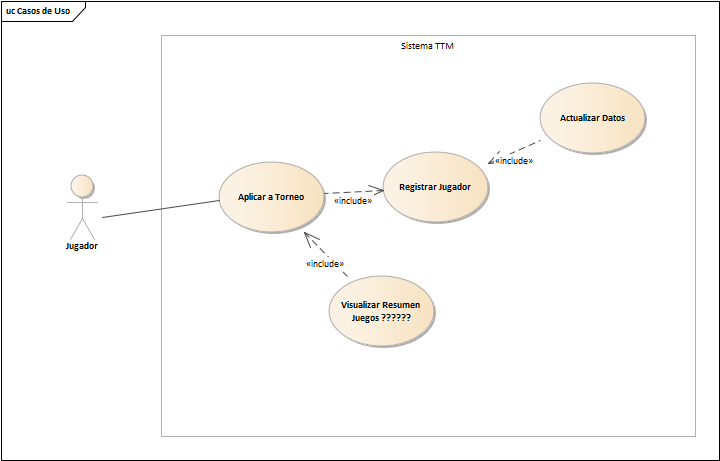 uc Casos de Uso
Sistema TTM
Actualizar Datos
«include»
Registrar Jugador
Aplicar a Torneo
«include»
Jugador
«include»
Visualizar Resumen
Juegos ??????